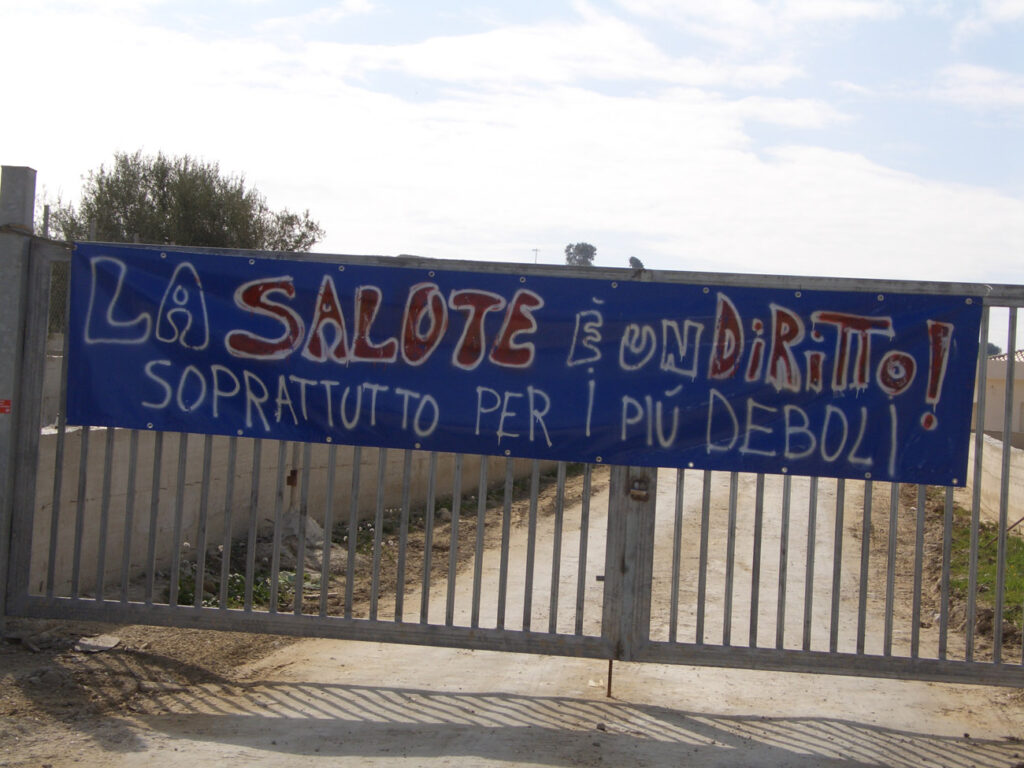 LA SALOTE È UN DIRITTO!
SOPRATTUTTO PER I PIÚ DEBOLI